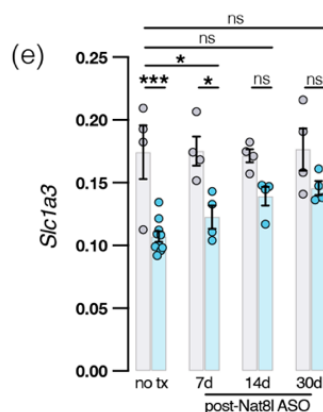 (e)
ns
ns
*
*** * ns ns
0.25
0.20
0.15
0.10
0.05
0.00
Slc1a3
no tx 7d 14d 30d
post-Nat8l ASO